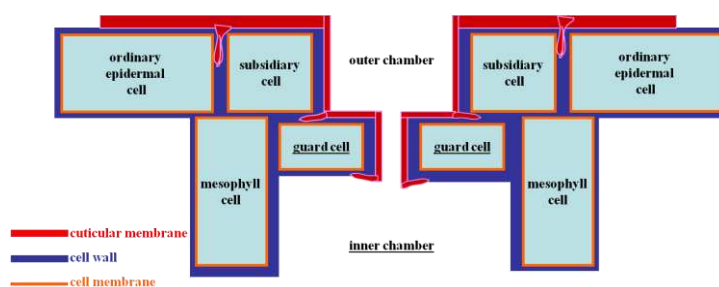 ordinary
epidermal
cell
subsidiary
cell
outer chamber
subsidiary
cell
ordinary
epidermal
cell
guard cell
guard cell
mesophyll
cell
mesophyll
cell
cuticular membrane
cell wall
cell membrane
inner chamber